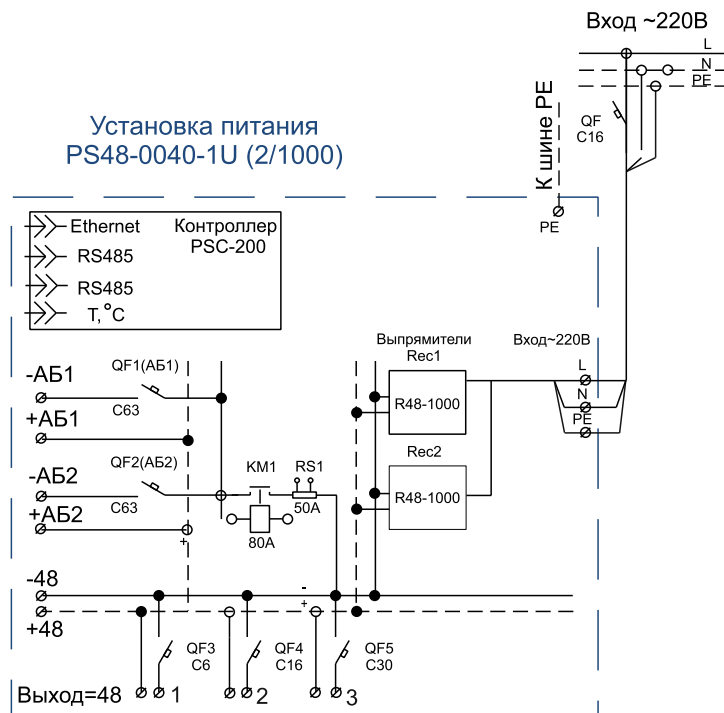 Вход ~220В
L
N
PE
QF
C16
К шине PE
PE
Установка питания
PS48-0040-1U (2/1000)
Ethernet
RS485
RS485
T,°C
Контроллер
PSC-200
Выпрямители
Rec1
R48-1000
Rec2
R48-1000
Вход~220В
L
N
PE
-АБ1
QF1(АБ1)
C63
+АБ1
-АБ2
QF2(АБ2)
C63
+АБ2
+
KM1
80A
RS1
50A
-48
-
+
+48
QF3
C6
QF4
C16
QF5
C30
Выход=48
1
2
3